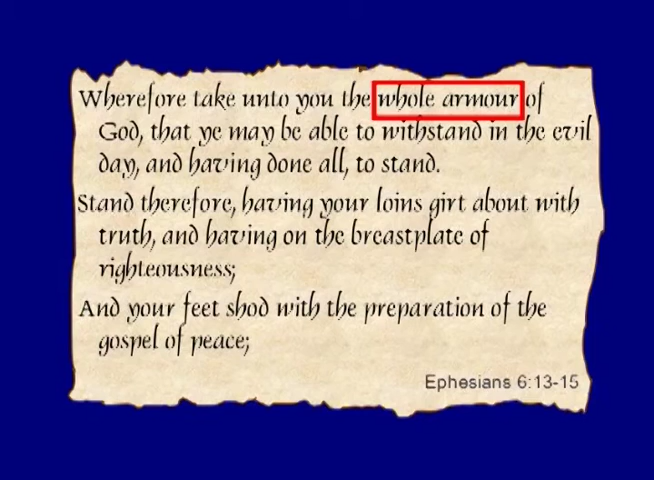 Wherefore take unto you the whole armour of
God, that ye may be able to withstand in the evil
day, and having done all, to stand.
Stand therefore, having your loins girt about with
truth, and having on the breastplate of
righteousness;
And your feet shod with the preparation of the
gospel of peace;
Ephesians 6:13-15